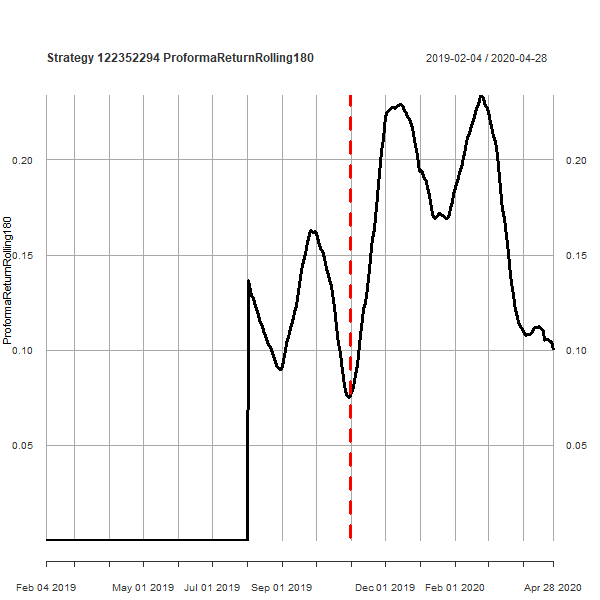 Strategy 122352294 ProformaReturnRolling180
2019-02-04 / 2020-04-28
0.20
0.20
0.15
0.15
ProformaReturnRolling180
0.10
0.10
0.05
0.05
Feb 04 2019
May 01 2019
Jul 01 2019
Sep 01 2019
Dec 01 2019
Feb 01 2020
Apr 28 2020